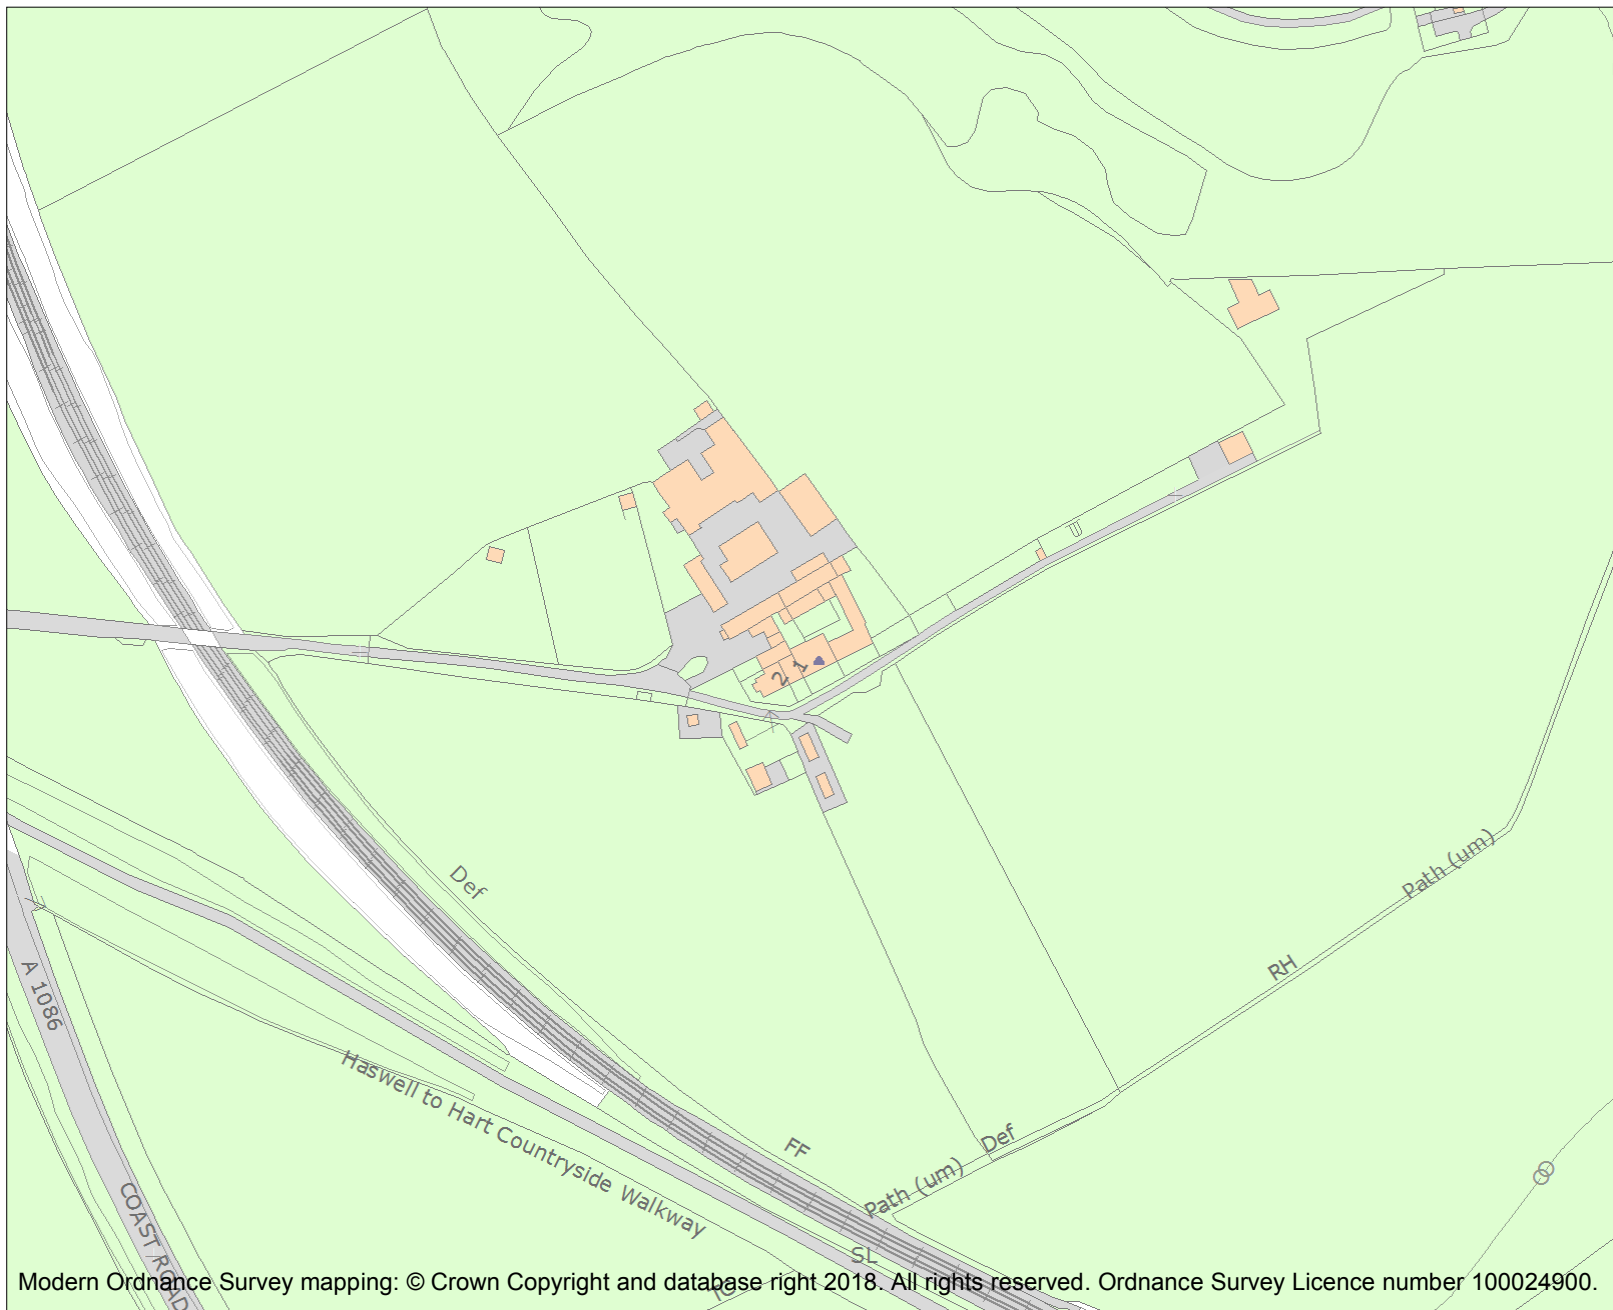 2 1
Def
Path (um)
RH
A 1086
Haswell to Hart Countryside Walkway
FF
Def
Path (um)
COAST ROAD
SL
Modern Ordnance Survey mapping: © Crown Copyright and database right 2018. All rights reserved. Ordnance Survey Licence number 100024900.